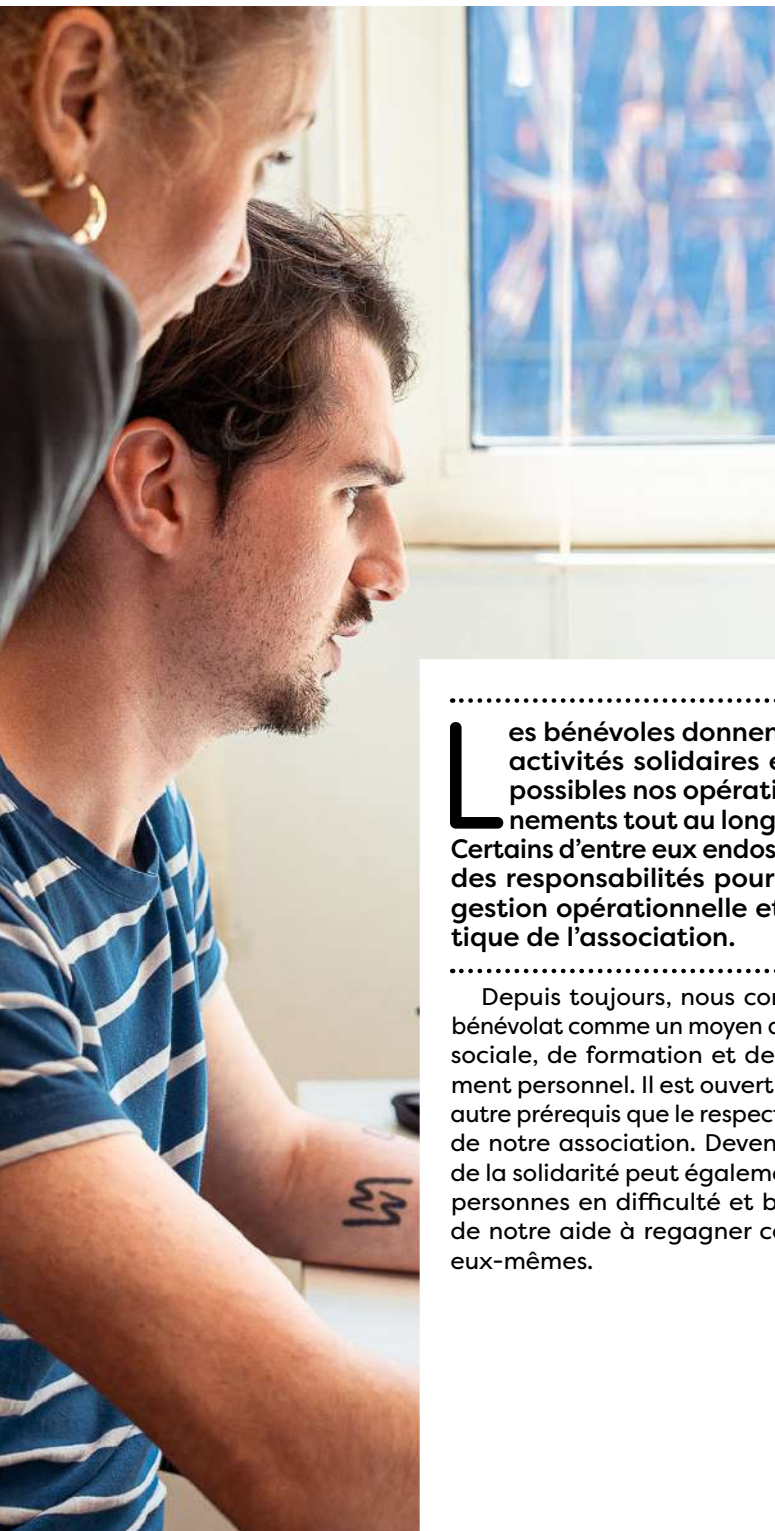 Les bénévoles donnen
activités solidaires e
possibles nos opérati
nements tout au long
Certains d'entre eux endos
des responsabilités pour
gestion opérationnelle et
tique de l'association.
Depuis toujours, nous con
bénévolat comme un moyen d
sociale, de formation et de
ment personnel. Il est ouvert
autre prérequis que le respect
de notre association. Deven
de la solidarité peut égaleme
personnes en difficulté et b
de notre aide à regagner co
eux-mêmes.